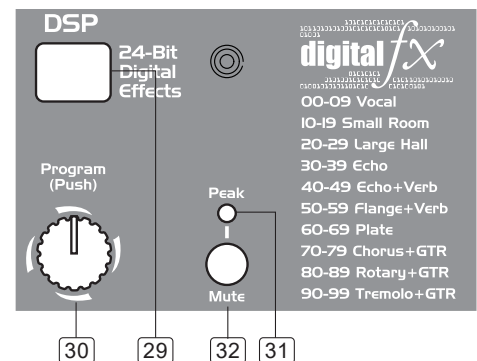 DSP
24-Bit
Digital
Effects
Program
(Push)
Peak
Mute
digital fx
00-09 Vocal
10-19 Small Room
20-29 Large Hall
30-39 Echo
40-49 Echo+Verb
50-59 Flange+Verb
60-69 Plate
70-79 Chorus+GTR
80-89 Rotary+GTR
90-99 Tremolo+GTR
30
29
32
31